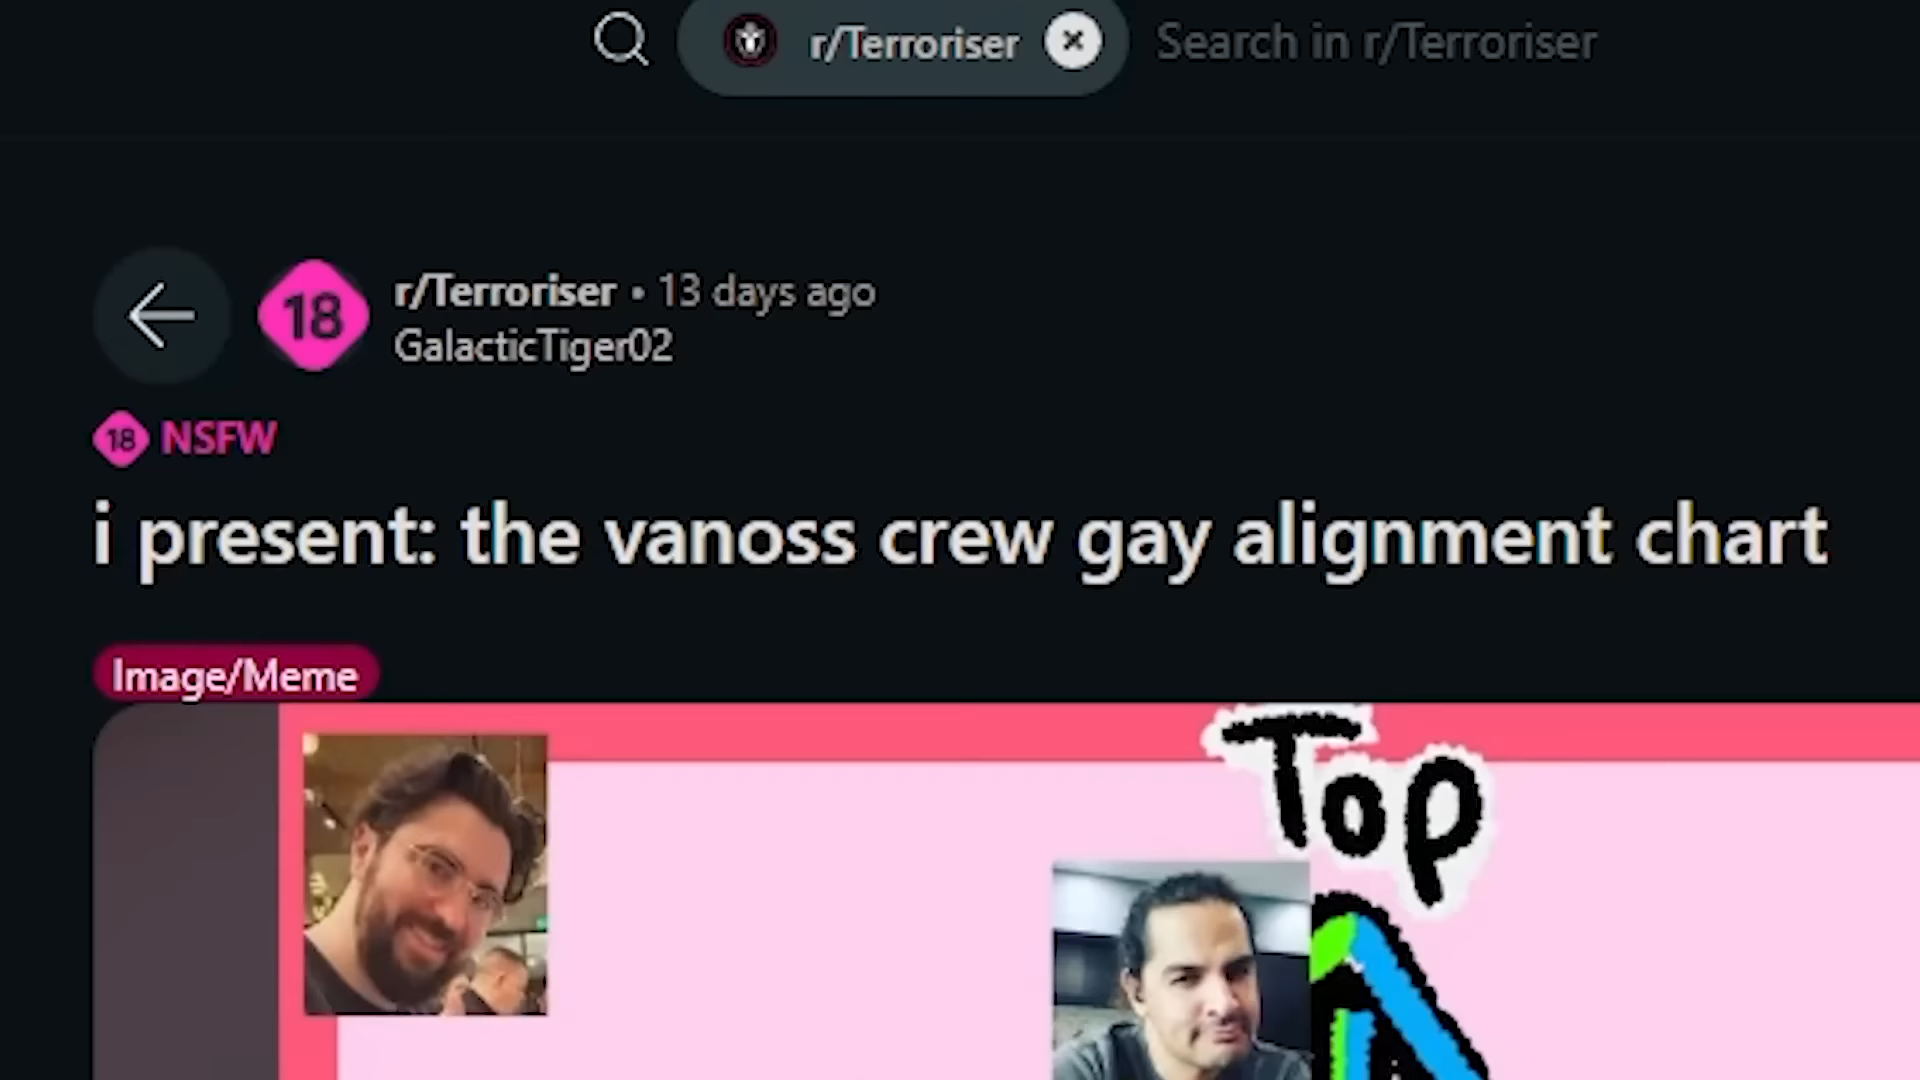 r/Terroriser Search in r/Terroriser
18 r/Terroriser • 13 days ago
GalacticTiger02
18 NSFW
i present: the vanoss crew gay alignment chart
Image/Meme
Top